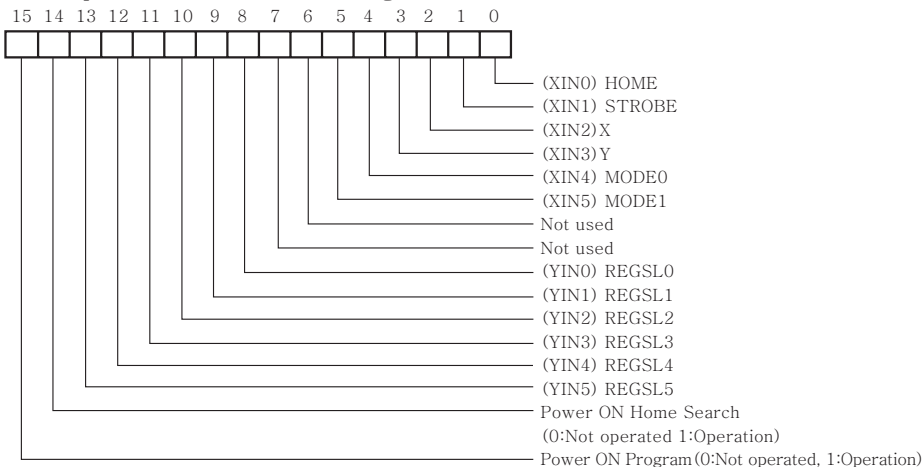 15 14 13 12 11 10 9 8 7 6 5 4 3 2 1 0
(XIN0) HOME
(XIN1) STROBE
(XIN2)X
(XIN3)Y
(XIN4) MODE0
(XIN5) MODE1
Not used
Not used
(YIN0) REGSL0
(YIN1) REGSL1
(YIN2) REGSL2
(YIN3) REGSL3
(YIN4) REGSL4
(YIN5) REGSL5
Power ON Home Search
(0:Not operated 1:Operation)
Power ON Program(0:Not operated, 1:Operation)